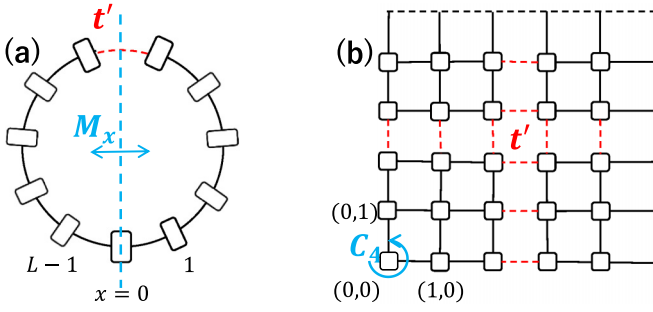 (a)
t′
M_x
L − 1
1
x = 0
(b)
t′
(0,1)
C_4
(0,0)
(1,0)